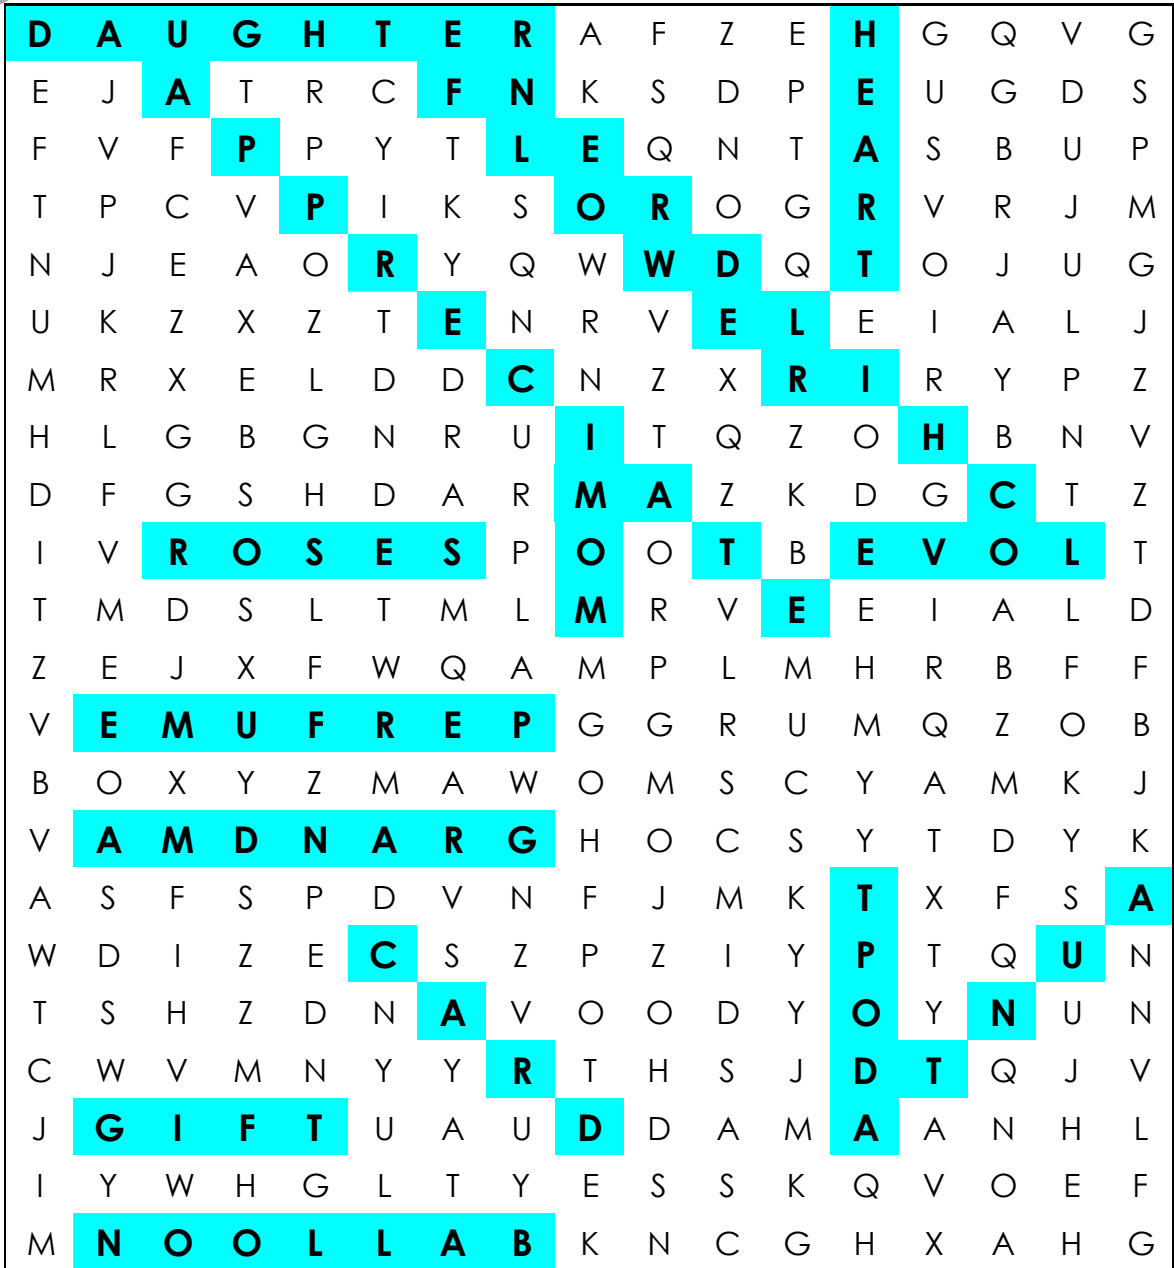 D A U G H T E R A F Z E H G Q V G
E J A T R C F N K S D P E U G D S
F V F P P Y T L E Q N T A S B U P
T P C V P I K S O R O G R V R J M
N J E A O R Y Q W W D Q T O J U G
U K Z X Z T E N R V E L E I A L J
M R X E L D D C N Z X R I R Y P Z
H L G B G N R U I T Q Z O H B N V
D F G S H D A R M A Z K D G C T Z
I V R O S E S P O O T B E V O L T
T M D S L T M L M R V E E I A L D
Z E J X F W Q A M P L M H R B F F
V E M U F R E P G G R U M Q Z O B
B O X Y Z M A W O M S C Y A M K J
V A M D N A R G H O C S Y T D Y K
A S F S P D V N F J M K T X F S A
W D I Z E C S Z P Z I Y P T Q U N
T S H Z D N A V O O D Y O Y N U N
C W V M N Y Y R T H S J D T Q J V
J G I F T U A U D D A M A A N H L
I Y W H G L T Y E S S K Q V O E F
M N O O L L A B K N C G H X A H G